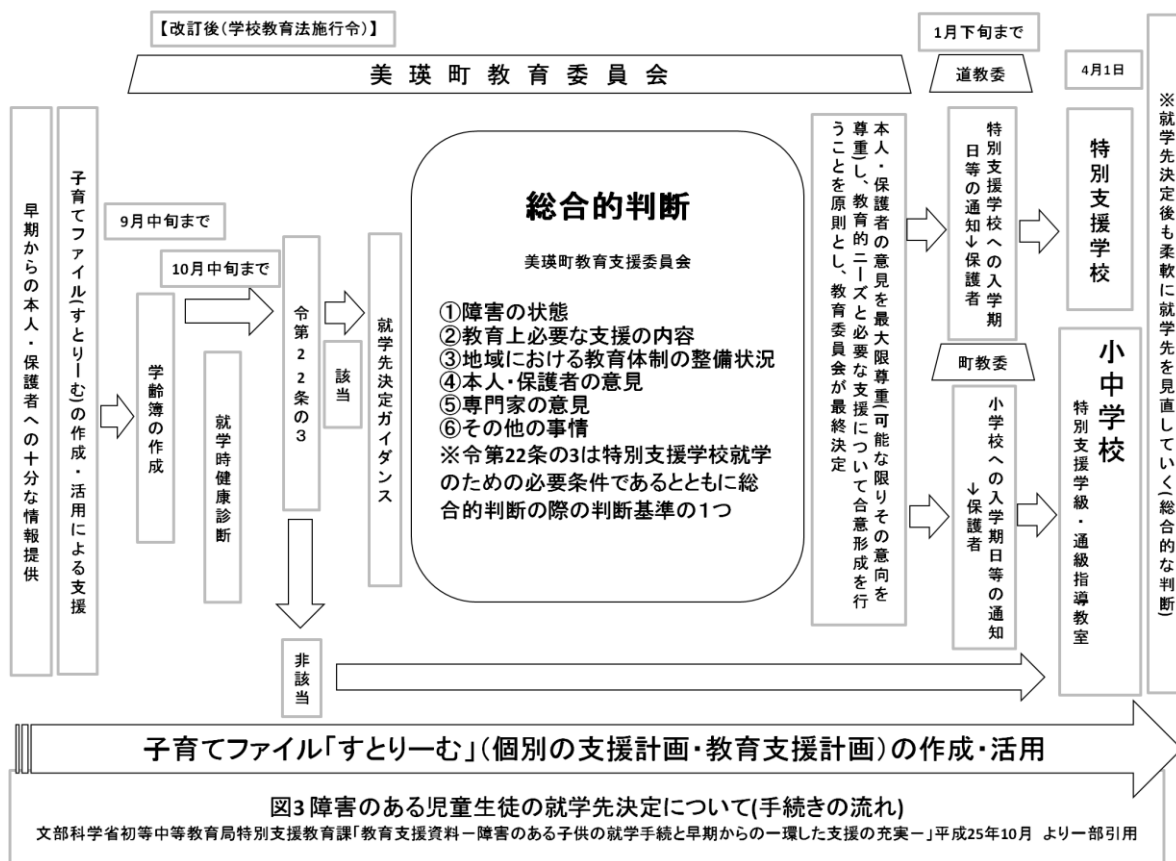 【改訂後(学校教育法施行令)】
美瑛町教育委員会
1月下旬まで
道教委
4月1日
早期からの本人・保護者への十分な情報提供
子育てファイル(すとりーむ)の作成・活用による支援
9月中旬まで
学齢簿の作成
10月中旬まで
就学時健康診断
令第22条の3
該当
非該当
就学先決定ガイダンス
総合的判断
美瑛町教育支援委員会
①障害の状態
②教育上必要な支援の内容
③地域における教育体制の整備状況
④本人・保護者の意見
⑤専門家の意見
⑥その他の事情
※令第22条の3は特別支援学校就学
のための必要条件であるとともに総
合的判断の際の判断基準の1つ
本人・保護者の意見を最大限尊重(可能な限りその意向を
尊重)し、教育的ニーズと必要な支援について合意形成を行
うことを原則とし、教育委員会が最終決定
特別支援学校への入学期
日等の通知→保護者
町教委
小学校への入学期日等の通知
→保護者
特別支援学校
小中学校
特別支援学級・通級指導教室
※就学先決定後も柔軟に就学先を見直していく(総合的な判断)
子育てファイル「すとりーむ」(個別の支援計画・教育支援計画)の作成・活用
図3 障害のある児童生徒の就学先決定について(手続きの流れ)
文部科学省初等中等教育局特別支援教育課「教育支援資料－障害のある子供の就学手続と早期からの一環した支援の充実－」平成25年10月 より一部引用